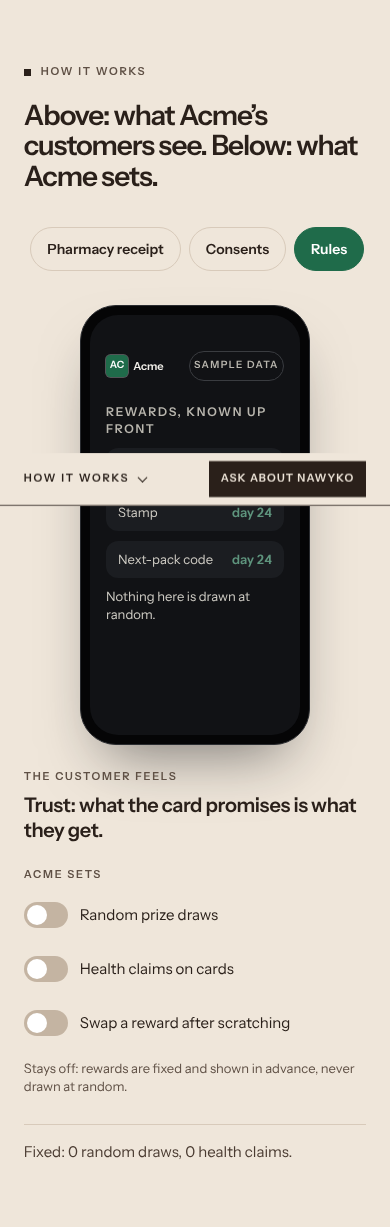 HOW IT WORKS
Above: what Acme’s
customers see. Below: what
Acme sets.
Pharmacy receipt
Consents
Rules
AC Acme
SAMPLE DATA
REWARDS, KNOWN UP
FRONT
HOW IT WORKS
ASK ABOUT NAWYKO
Stamp day 24
Next-pack code day 24
Nothing here is drawn at
random.
THE CUSTOMER FEELS
Trust: what the card promises is what
they get.
ACME SETS
Random prize draws
Health claims on cards
Swap a reward after scratching
Stays off: rewards are fixed and shown in advance, never
drawn at random.
Fixed: 0 random draws, 0 health claims.